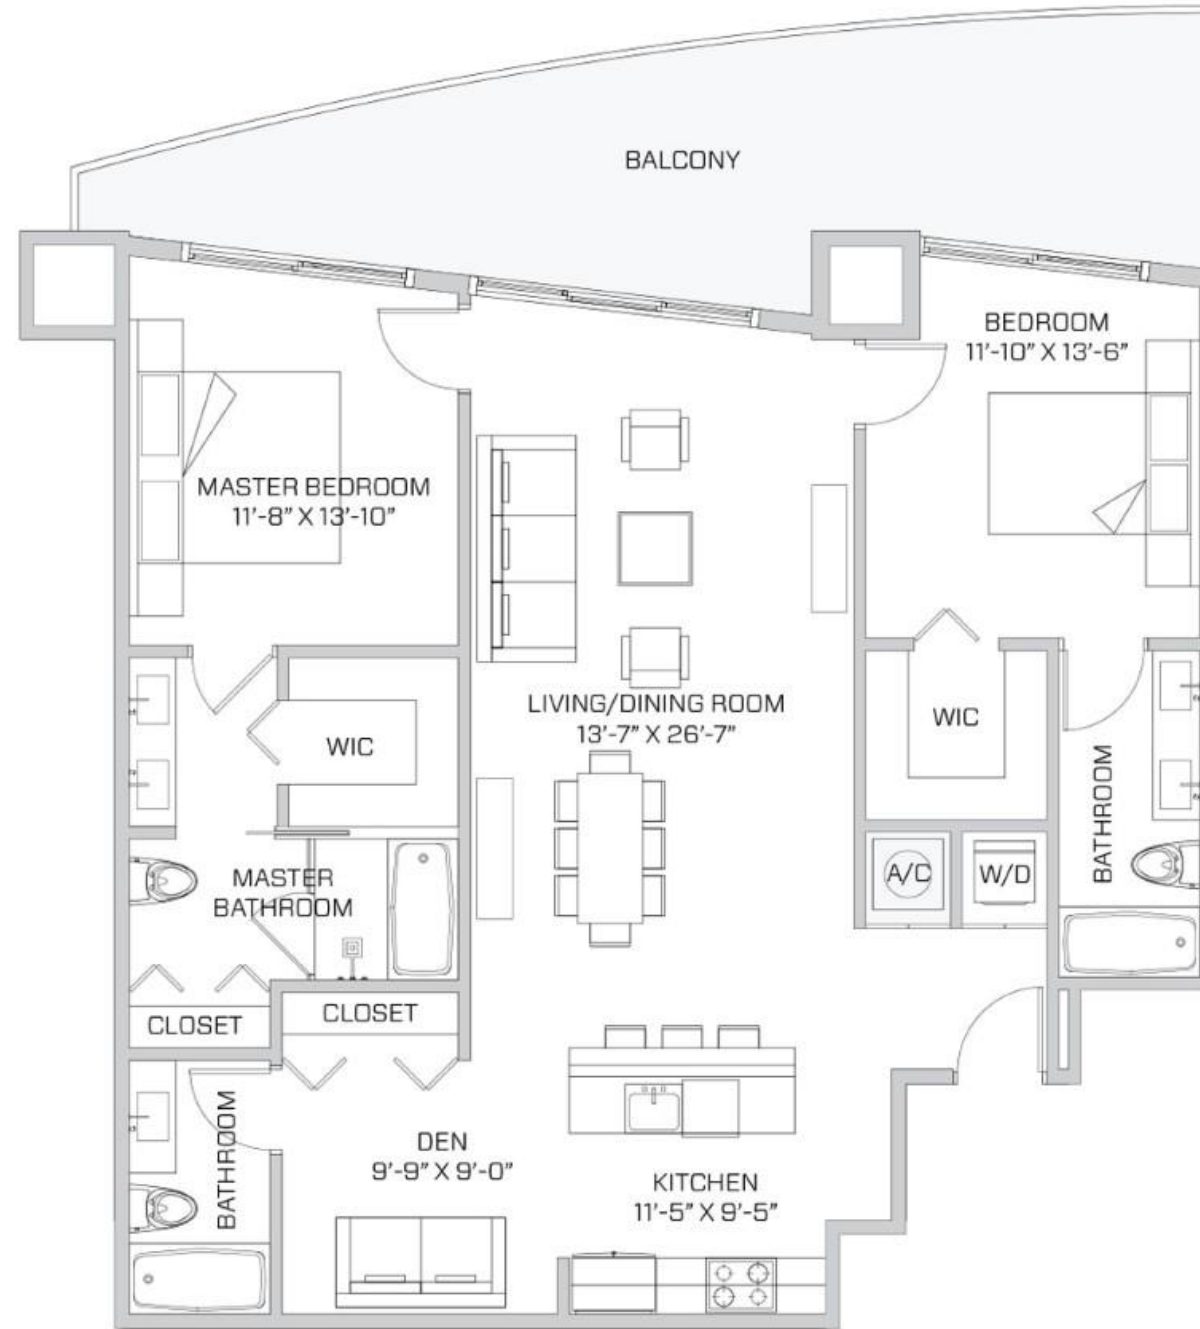 BALCONY
BEDROOM
11'-10" X 13'-6"
MASTER BEDROOM
11'-8" X 13'-10"
LIVING/DINING ROOM
13'-7" X 26'-7"
WIC
WIC
BATHROOM
A/C
W/D
MASTER
BATHROOM
CLOSET
CLOSET
BATHROOM
DEN
9'-9" X 9'-0"
KITCHEN
11'-5" X 9'-5"